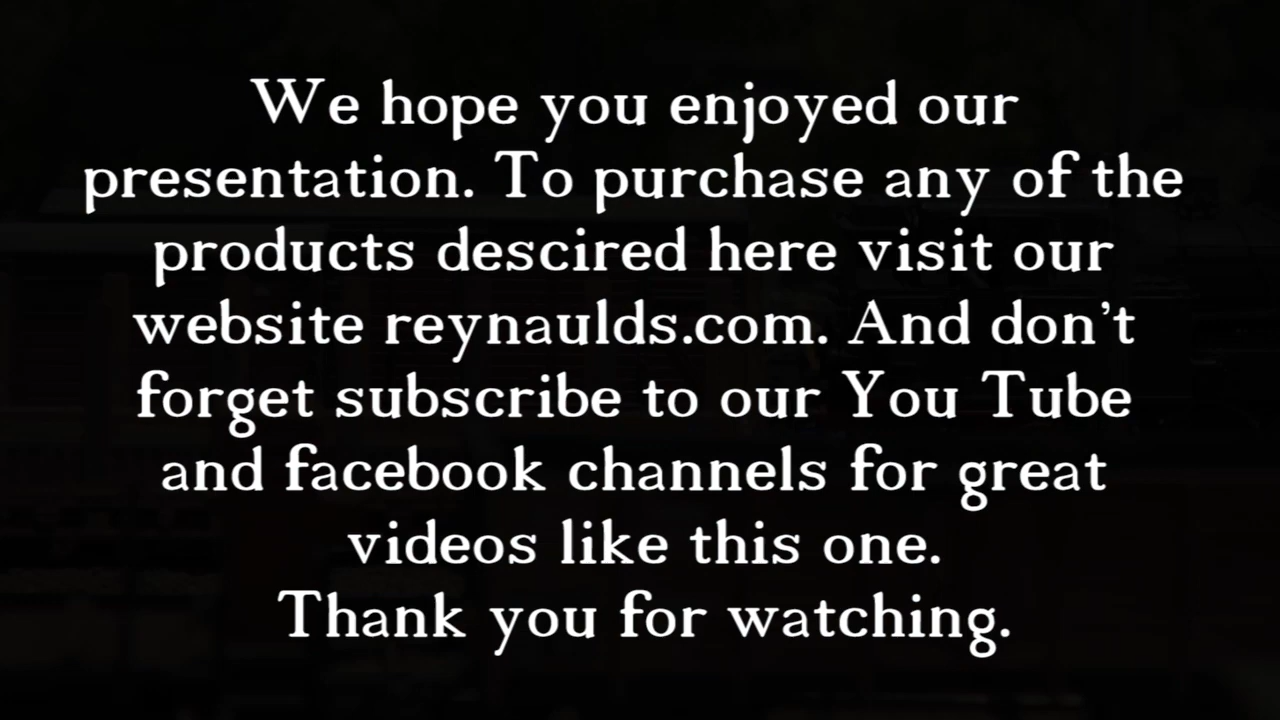 We hope you enjoyed our
presentation. To purchase any of the
products descired here visit our
website reynaulds.com. And don't
forget subscribe to our You Tube
and facebook channels for great
videos like this one.
Thank you for watching.